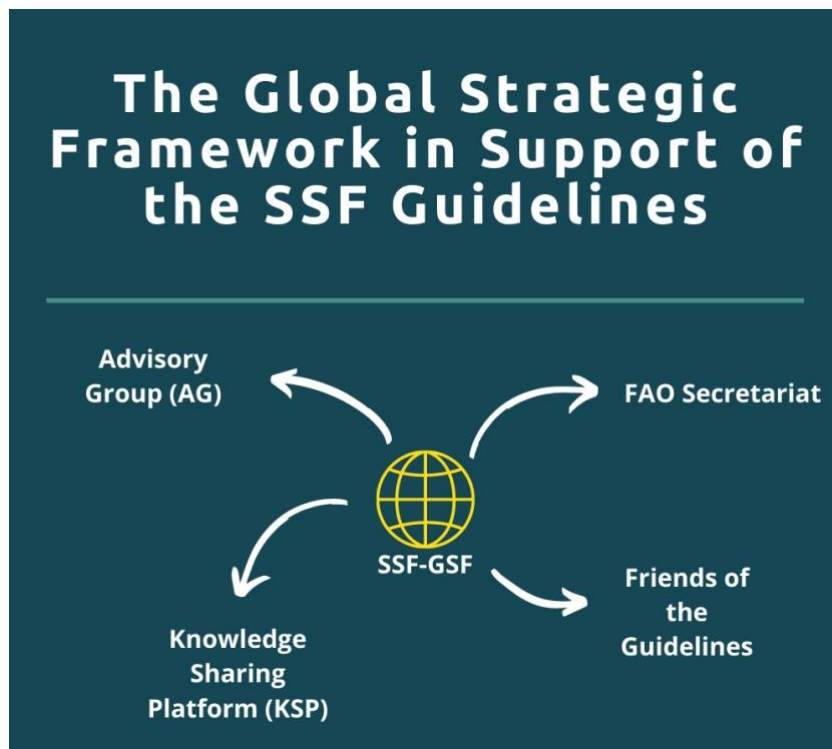 The Global Strategic
Framework in Support of
the SSF Guidelines
Advisory
Group (AG)
FAO Secretariat
SSF-GSF
Knowledge
Sharing
Platform (KSP)
Friends of
the
Guidelines